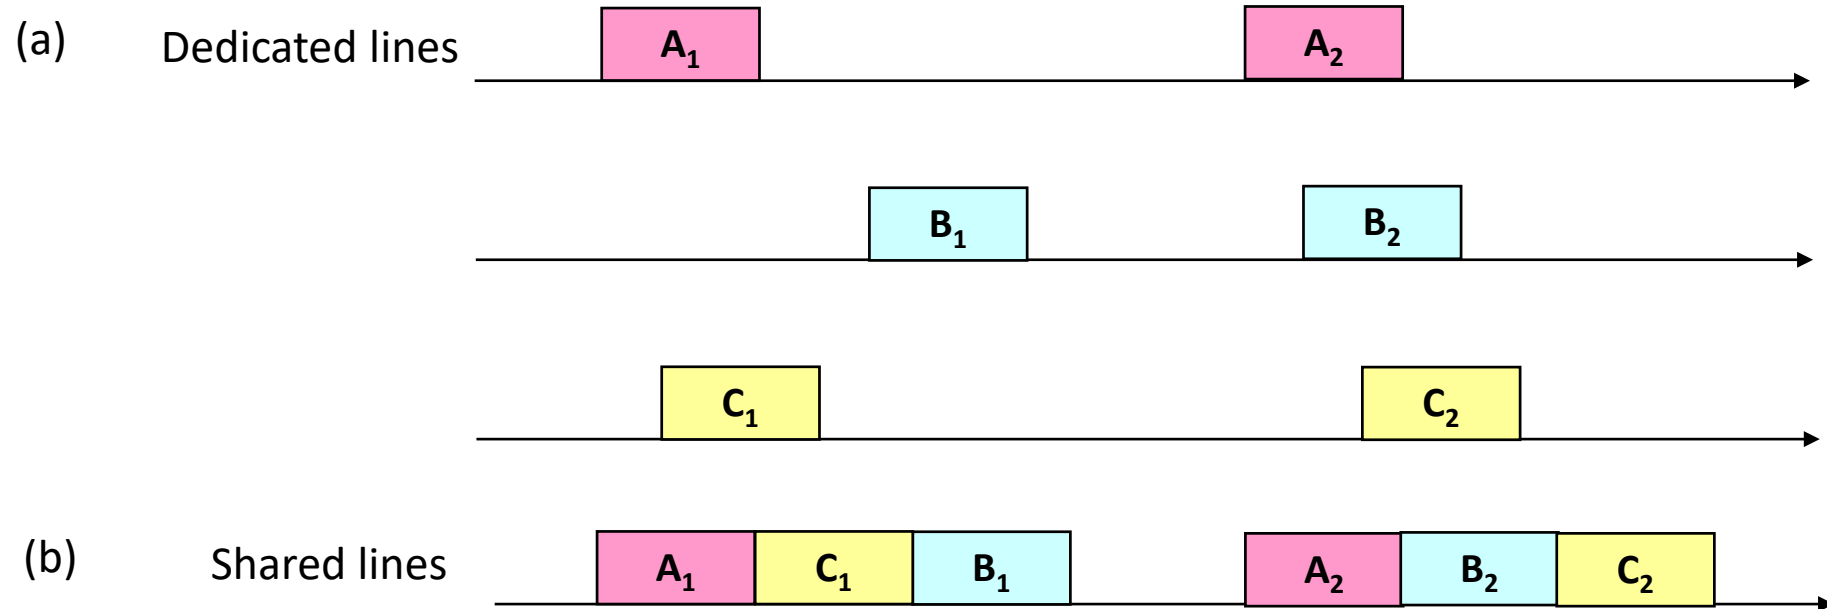 (a) Dedicated lines A₁ A₂
B₁ B₂
C₁ C₂
(b) Shared lines A₁ C₁ B₁ A₂ B₂ C₂